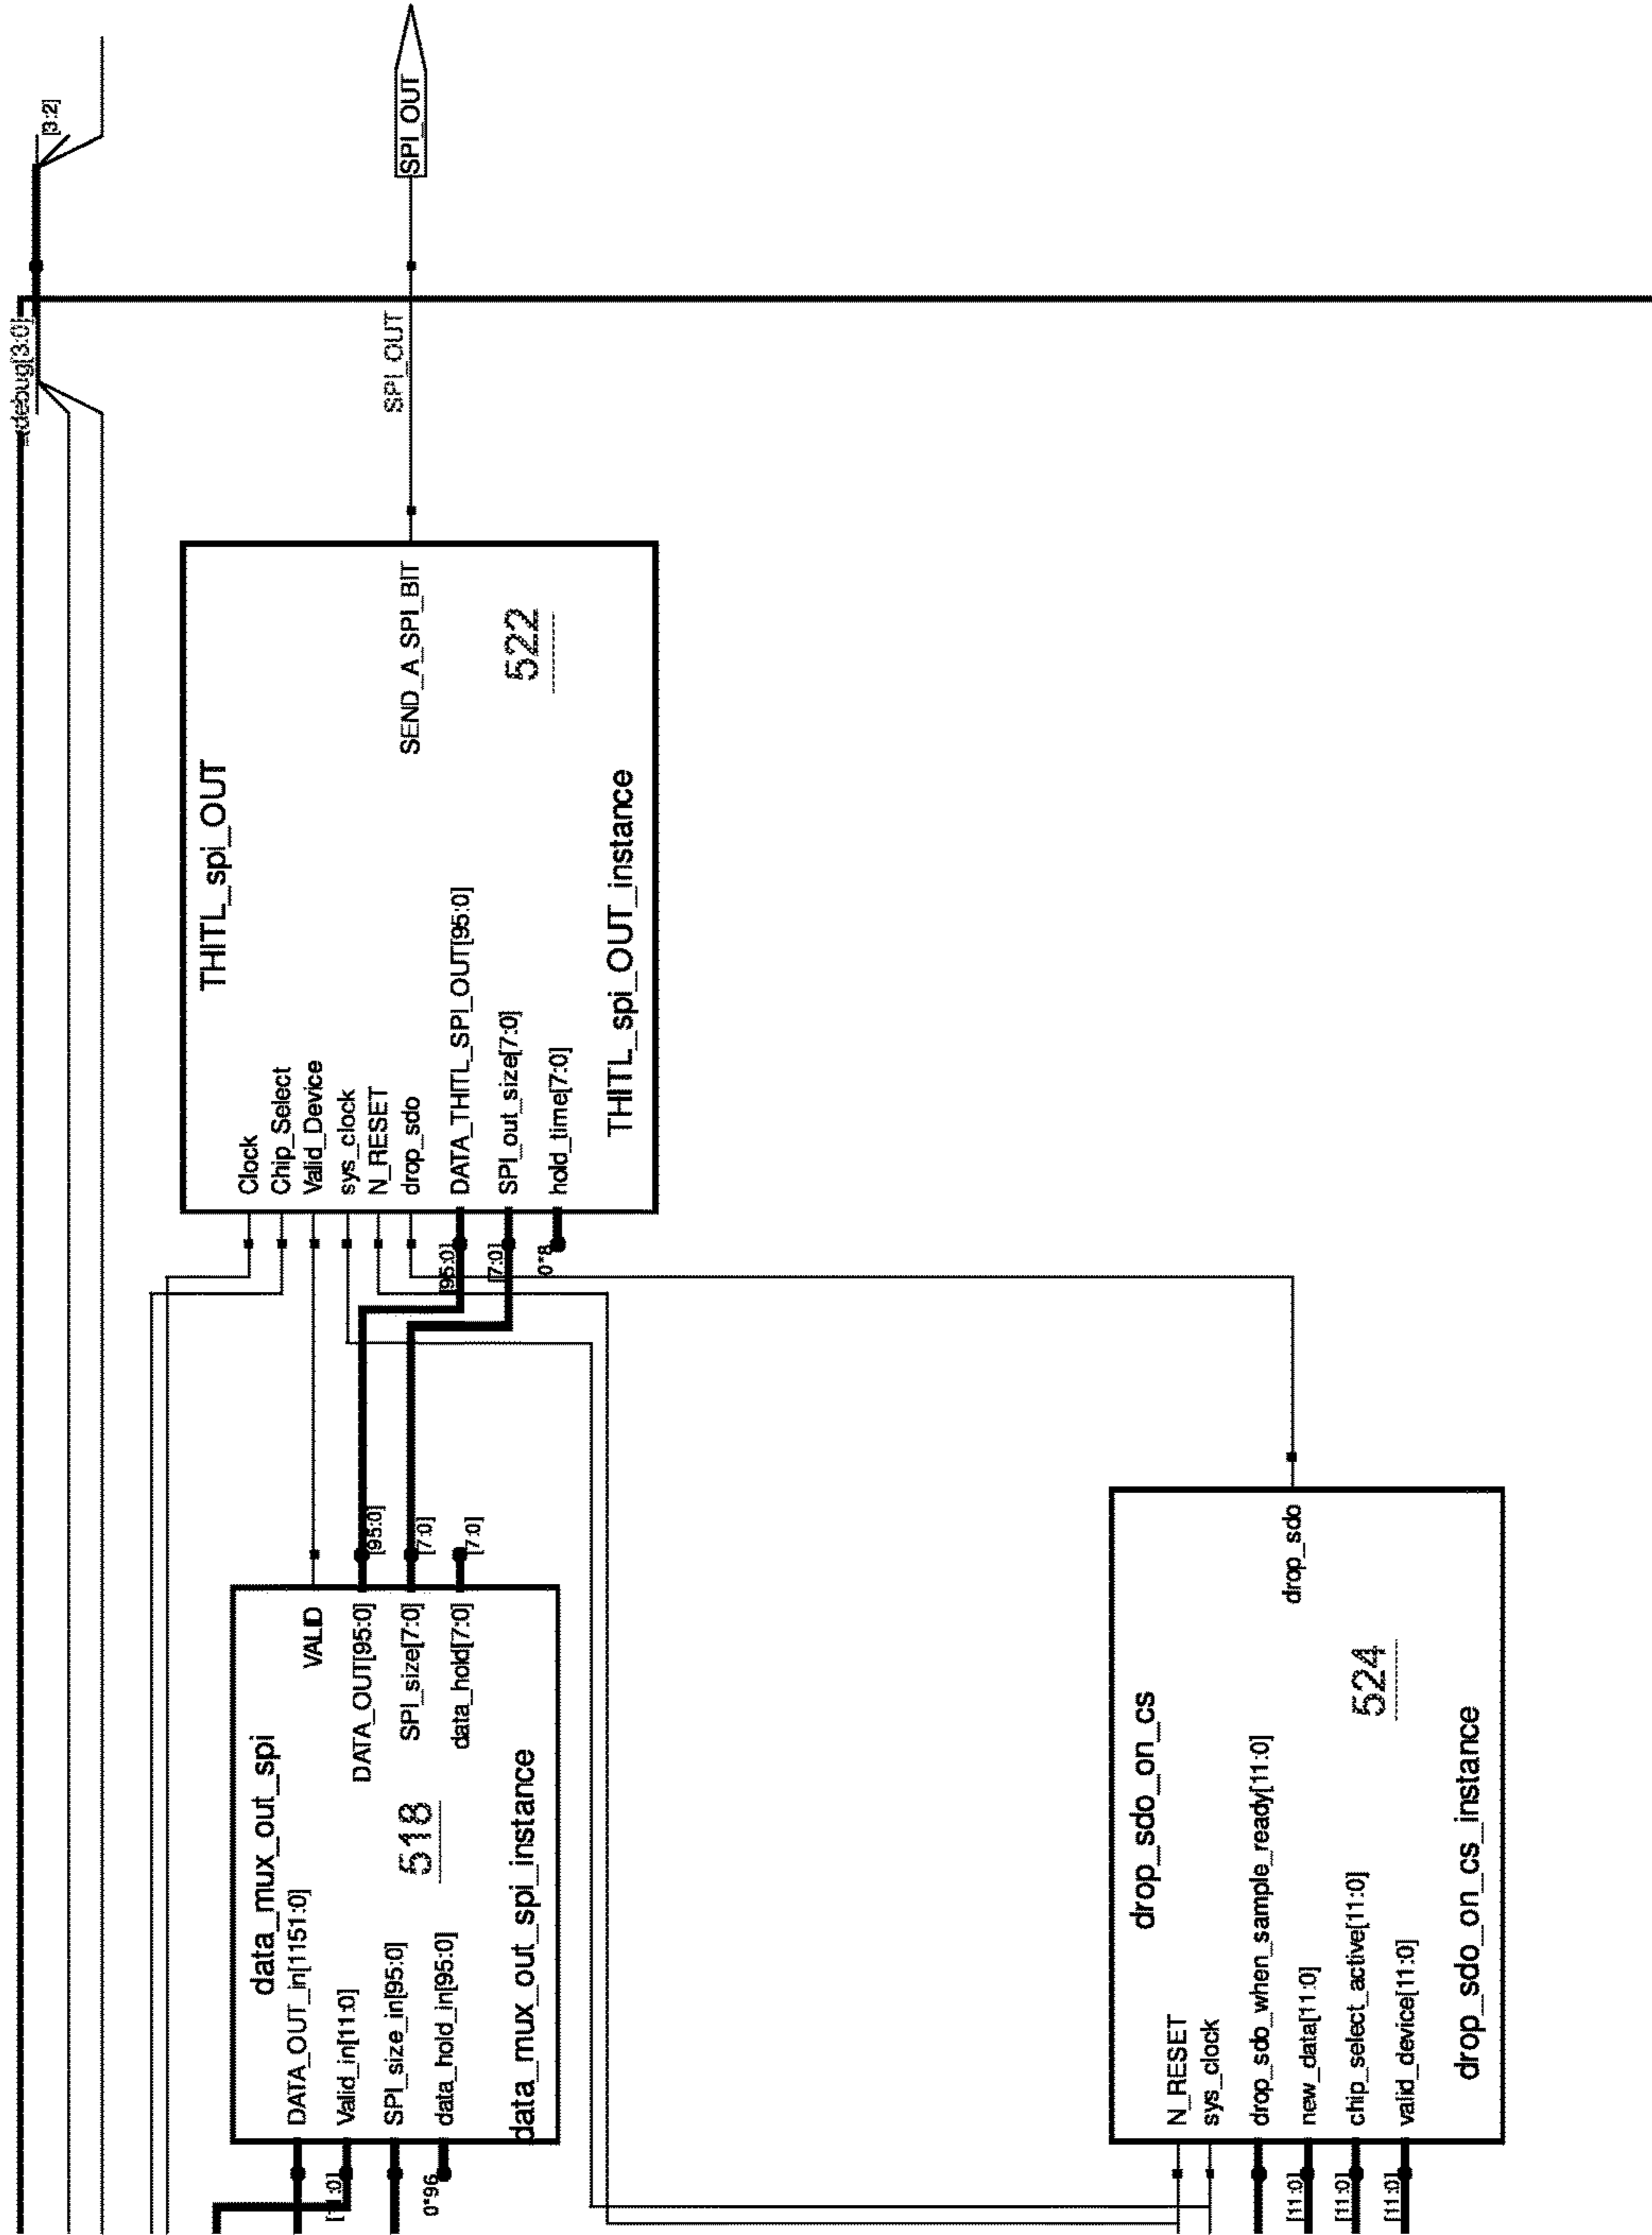 _(debug[3:0]
[3:2]
SPI_OUT
SPI_OUT
THITL_spi_OUT
Clock
Chip_Select
Valid_Device
sys_clock
N_RESET
drop_sdo
SEND_A_SPI_BIT
[95:0]
DATA_THITL_SPI_OUT[95:0]
[7:0]
SPI_out_size[7:0]
522
0*8
hold_time[7:0]
THITL_spi_OUT_instance
data_mux_out_spi
DATA_OUT_in[1151:0]
VALID
Valid_in[11:0]
DATA_OUT[95:0]
[95:0]
SPI_size_in[95:0]
518
SPI_size[7:0]
[7:0]
0*96
data_hold_in[95:0]
data_hold[7:0]
[7:0]
data_mux_out_spi_instance
drop_sdo_on_cs
N_RESET
sys_clock
drop_sdo_when_sample_ready[11:0]
drop_sdo
[11:0]
new_data[11:0]
[11:0]
chip_select_active[11:0]
524
[11:0]
valid_device[11:0]
drop_sdo_on_cs_instance